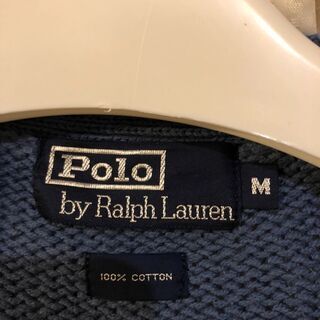 Polo
by Ralph Lauren
M
100% COTTON